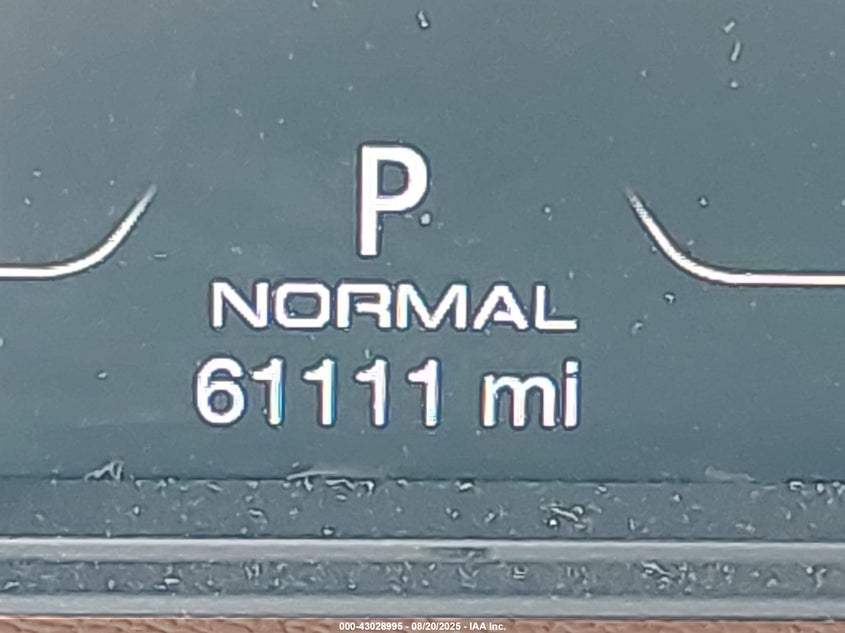 P
NORMAL
61111 mi
000-43028995 - 08/20/2025 - IAA Inc.